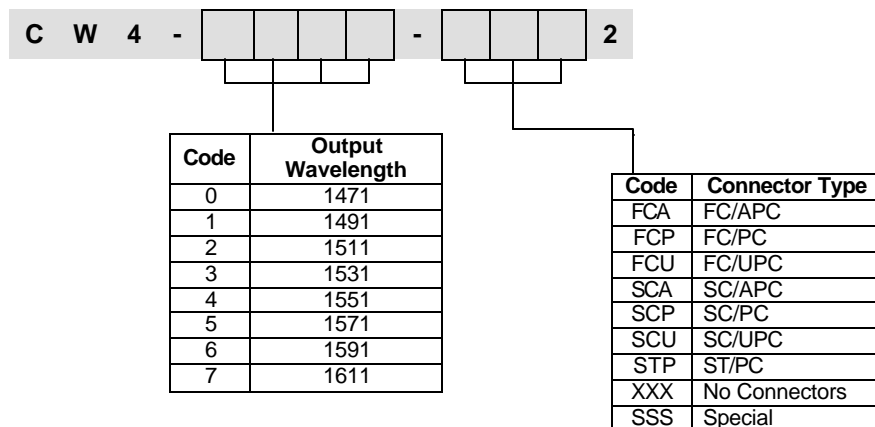 C W 4 - - 2
Code Output Wavelength
0 1471
1 1491
2 1511
3 1531
4 1551
5 1571
6 1591
7 1611
Code Connector Type
FCA FC/APC
FCP FC/PC
FCU FC/UPC
SCA SC/APC
SCP SC/PC
SCU SC/UPC
STP ST/PC
XXX No Connectors
SSS Special